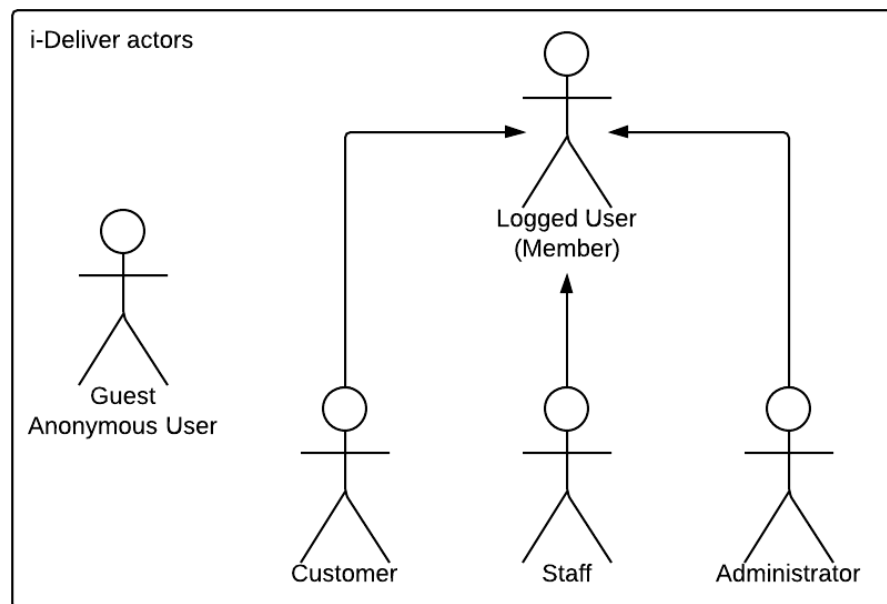 i-Deliver actors
Logged User
(Member)
Guest
Anonymous User
Customer
Staff
Administrator